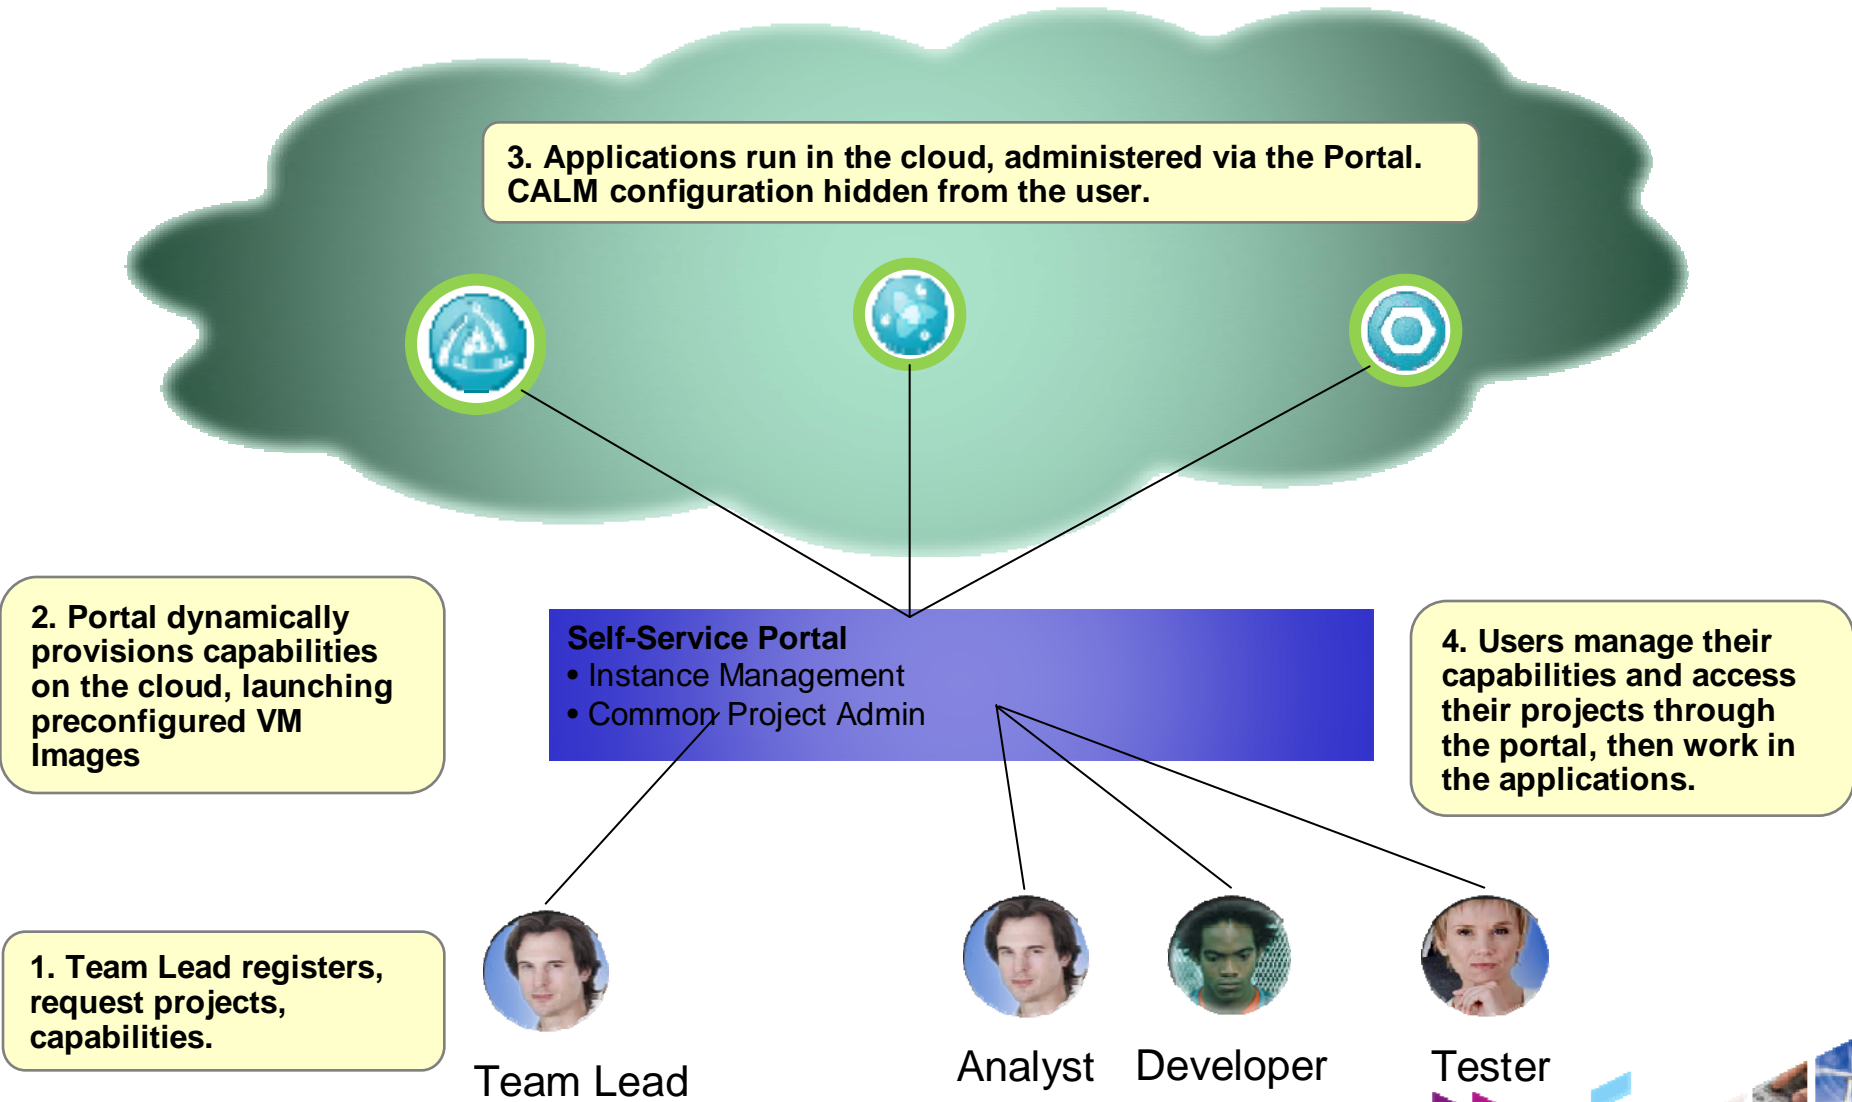 3. Applications run in the cloud, administered via the Portal.
CALM configuration hidden from the user.
2. Portal dynamically
provisions capabilities
on the cloud, launching
preconfigured VM
Images
Self-Service Portal
• Instance Management
• Common Project Admin
4. Users manage their
capabilities and access
their projects through
the portal, then work in
the applications.
1. Team Lead registers,
request projects,
capabilities.
Team Lead
Analyst
Developer
Tester